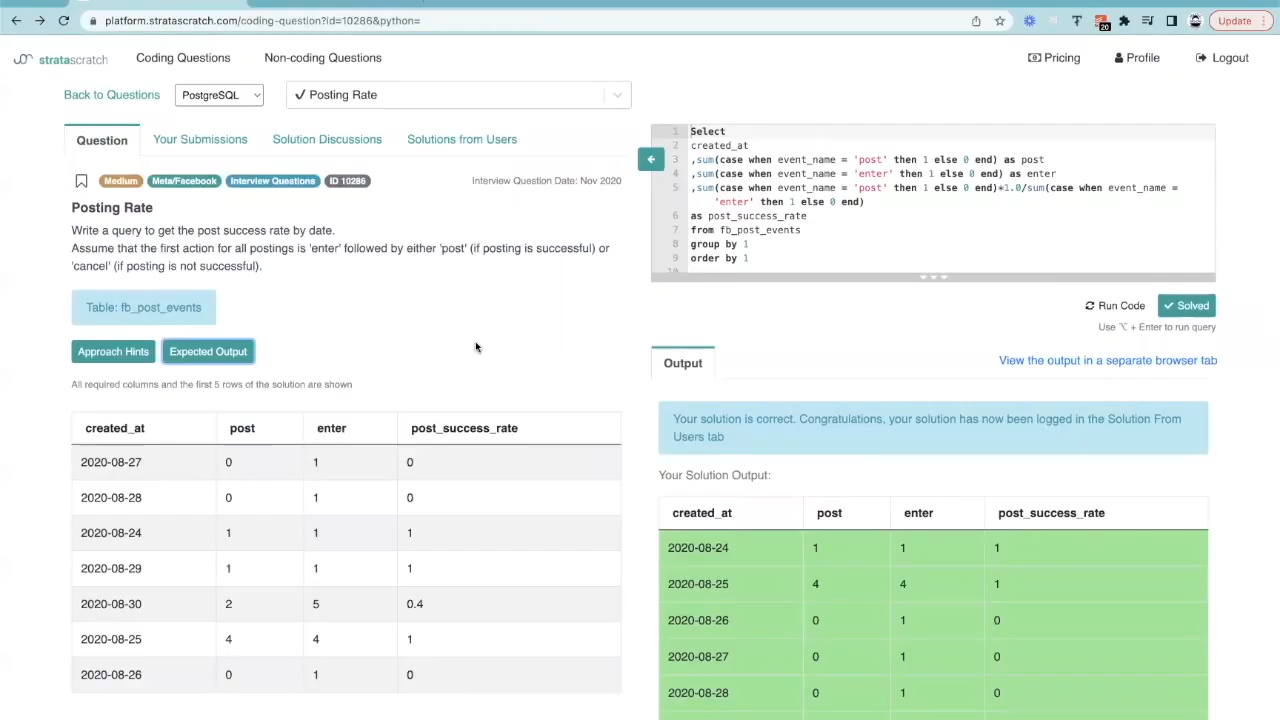 platform.stratascratch.com/coding-question?id=10286&python=
20
Update
stratascratch
Coding Questions
Non-coding Questions
Pricing
Profile
Logout
Back to Questions
PostgreSQL
✓ Posting Rate
Question
Your Submissions
Solution Discussions
Solutions from Users
Medium
Meta/Facebook
Interview Questions
ID 10286
Interview Question Date: Nov 2020
Posting Rate
Write a query to get the post success rate by date.
Assume that the first action for all postings is 'enter' followed by either 'post' (if posting is successful) or
'cancel' (if posting is not successful).
Table: fb_post_events
Approach Hints
Expected Output
All required columns and the first 5 rows of the solution are shown
created_at post enter post_success_rate
2020-08-27 0 1 0
2020-08-28 0 1 0
2020-08-24 1 1 1
2020-08-29 1 1 1
2020-08-30 2 5 0.4
2020-08-25 4 4 1
2020-08-26 0 1 0
1 Select
2 created_at
3 ,sum(case when event_name = 'post' then 1 else 0 end) as post
4 ,sum(case when event_name = 'enter' then 1 else 0 end) as enter
5 ,sum(case when event_name = 'post' then 1 else 0 end)*1.0/sum(case when event_name =
'enter' then 1 else 0 end)
6 as post_success_rate
7 from fb_post_events
8 group by 1
9 order by 1
10
Run Code
✓ Solved
Use ⌥ + Enter to run query
Output
View the output in a separate browser tab
Your solution is correct. Congratulations, your solution has now been logged in the Solution From
Users tab
Your Solution Output:
created_at post enter post_success_rate
2020-08-24 1 1 1
2020-08-25 4 4 1
2020-08-26 0 1 0
2020-08-27 0 1 0
2020-08-28 0 1 0